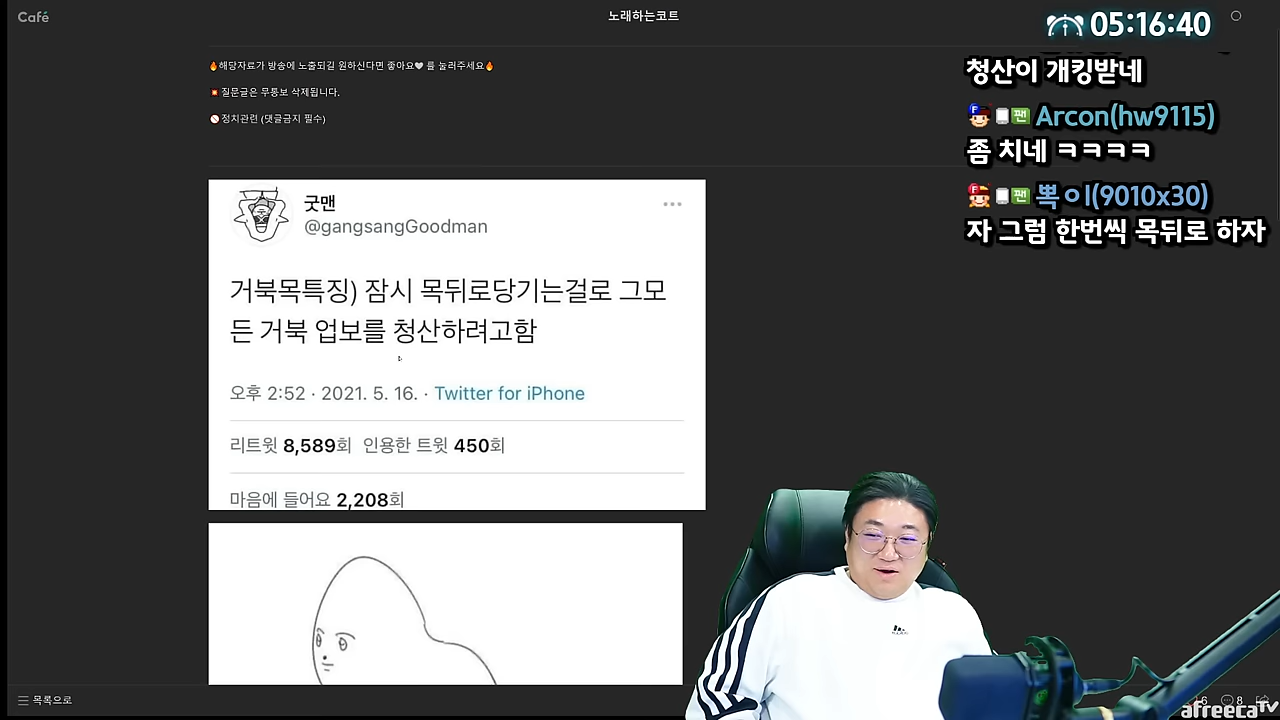 Café
노래하는코트
05:16:40
🔥해당자료가 방송에 노출되길 원하신다면 좋아요🤍 를 눌러주세요🔥
💥 질문글은 무통보 삭제됩니다.
🚫정치관련 (댓글금지 필수)
청산이 개킹받네
팬 Arcon(hw9115)
좀 치네 ㅋㅋㅋㅋ
팬 뽁이(9010x30)
자 그럼 한번씩 목뒤로 하자
굿맨
@gangsangGoodman
거북목특징) 잠시 목뒤로당기는걸로 그모
든 거북 업보를 청산하려고함
오후 2:52 · 2021. 5. 16. · Twitter for iPhone
리트윗 8,589회 인용한 트윗 450회
마음에 들어요 2,208회
목록으로
8
afreecaTV